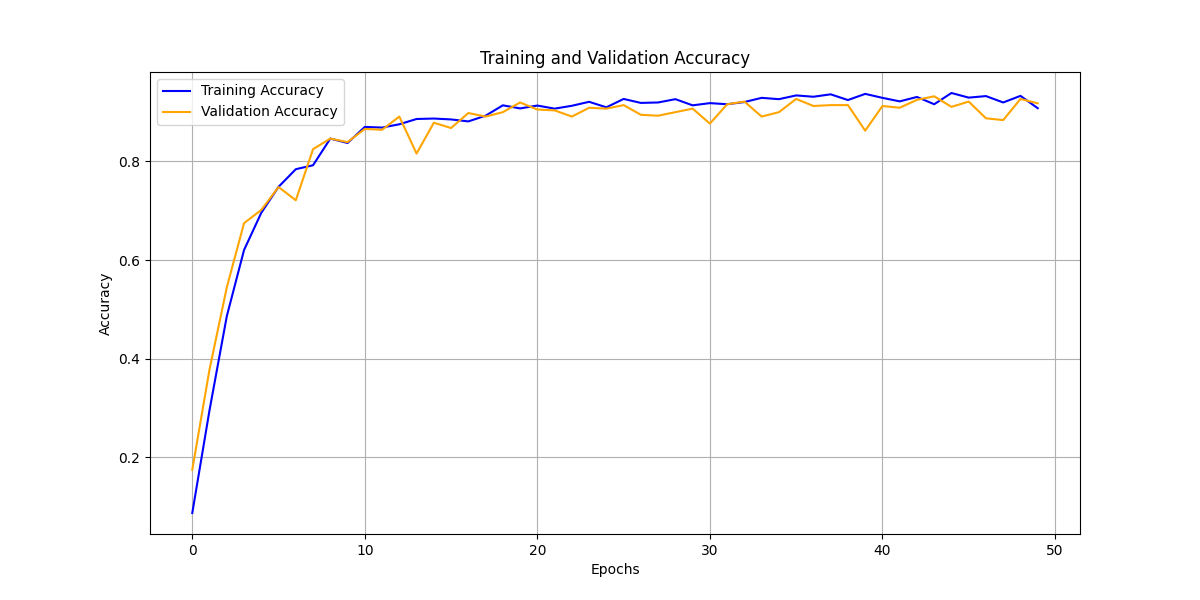 Training and Validation Accuracy
Training Accuracy
Validation Accuracy
0.8
0.6
0.4
0.2
Accuracy
0 10 20 30 40 50
Epochs